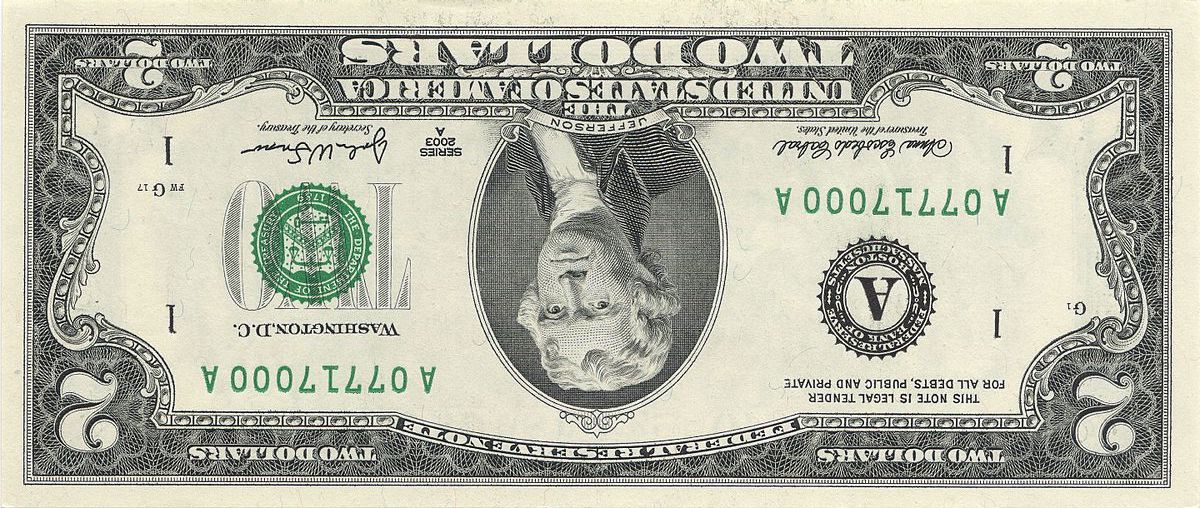 TWO DOLLARS
TWO DOLLARS
FEDERAL RESERVE NOTE
2
2
THIS NOTE IS LEGAL TENDER
FOR ALL DEBTS, PUBLIC AND PRIVATE
A 07717000 A
WASHINGTON, D.C.
G1
1
1
FEDERAL RESERVE
BANK OF
BOSTON
MASSACHUSETTS
A
TWO
THE DEPARTMENT OF THE TREASURY
1789
A 07717000 A
1
1
FW G 17
Treasurer of the United States.
SERIES
2003
A
Secretary of the Treasury.
JEFFERSON
THE
UNITED STATES OF AMERICA
TWO DOLLARS
2
TWO DOLLARS
2
TWO DOLLARS